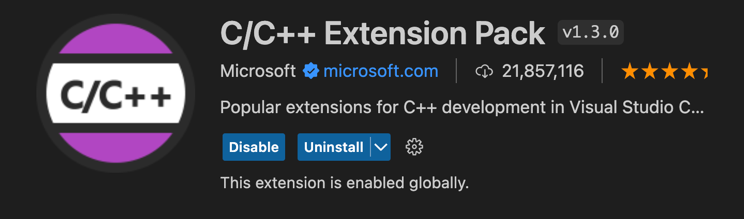 C/C++ Extension Pack v1.3.0
C/C++
Microsoft microsoft.com 21,857,116
Popular extensions for C++ development in Visual Studio C...
Disable Uninstall
This extension is enabled globally.